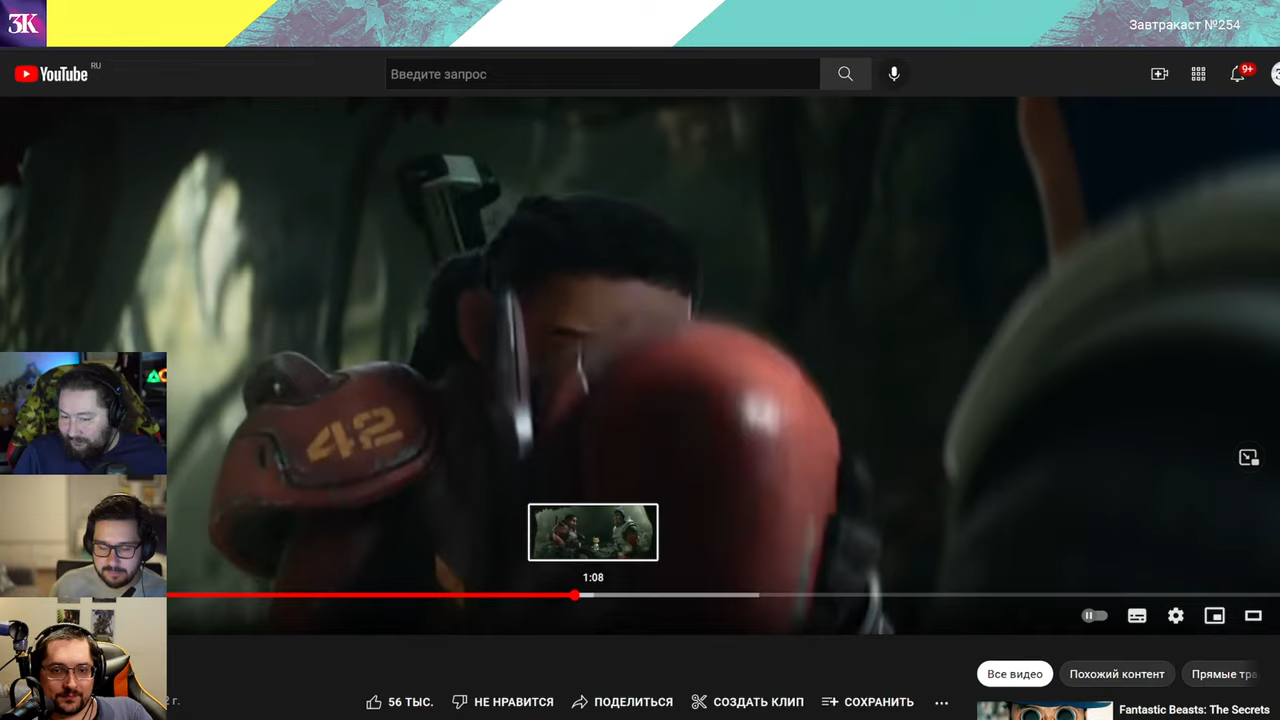 ЗK
Завтракаст №254
YouTube RU
Введите запрос
9+
42
1:08
56 ТЫС.
НЕ НРАВИТСЯ
ПОДЕЛИТЬСЯ
СОЗДАТЬ КЛИП
СОХРАНИТЬ
Все видео
Похожий контент
Прямые тра
Fantastic Beasts: The Secrets